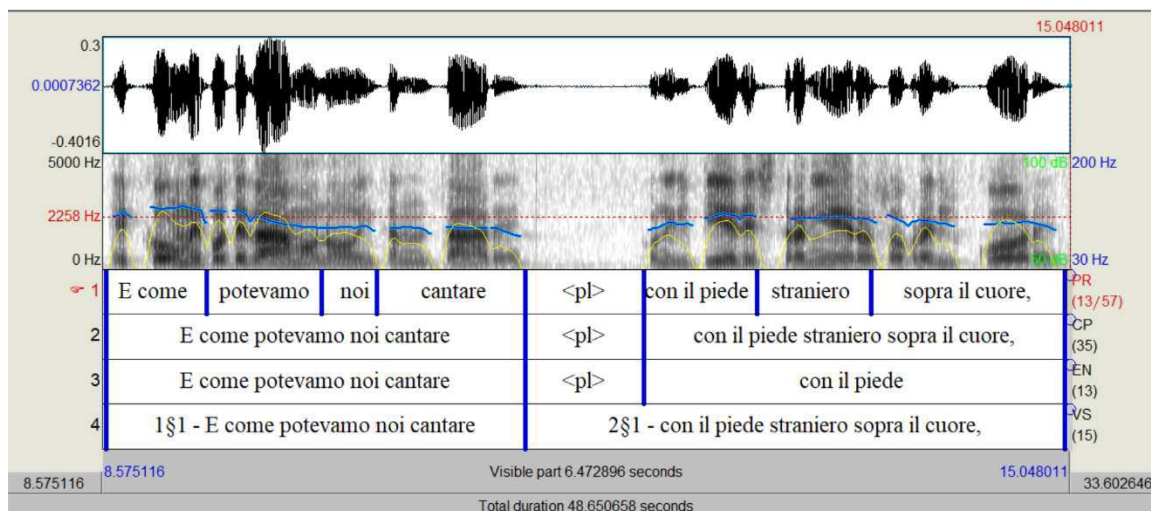 15.048011
0.3
0.0007362
-0.4016
5000 Hz 100 dB 200 Hz
2258 Hz
0 Hz 50 dB 30 Hz
1 E come potevamo noi cantare <pl> con il piede straniero sopra il cuore, PR (13/57)
2 E come potevamo noi cantare <pl> con il piede straniero sopra il cuore, CP (35)
3 E come potevamo noi cantare <pl> con il piede EN (13)
4 1§1 - E come potevamo noi cantare 2§1 - con il piede straniero sopra il cuore, VS (15)
8.575116 Visible part 6.472896 seconds 15.048011
8.575116 33.602646
Total duration 48.650658 seconds